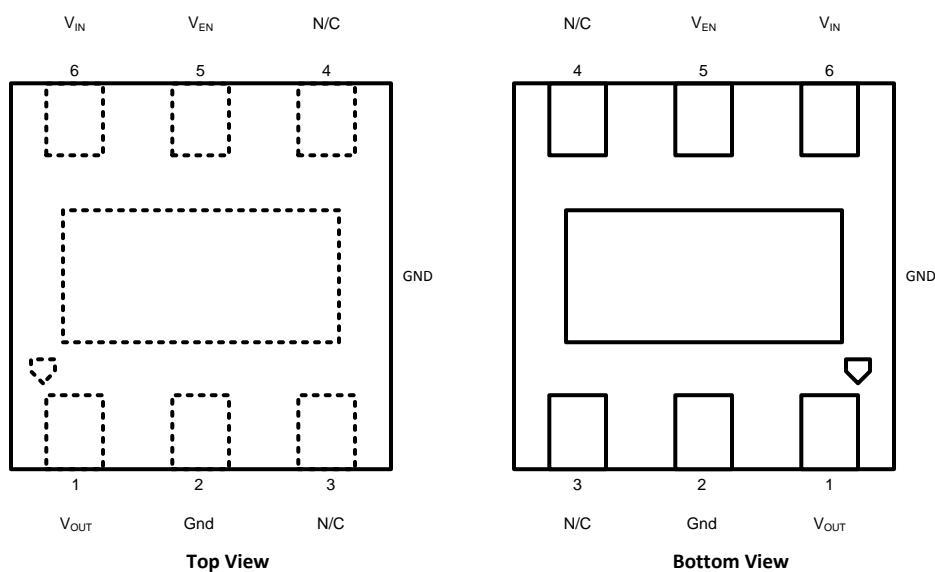 V_IN V_EN N/C
6 5 4
GND
1 2 3
V_OUT Gnd N/C
Top View
N/C V_EN V_IN
4 5 6
GND
3 2 1
N/C Gnd V_OUT
Bottom View